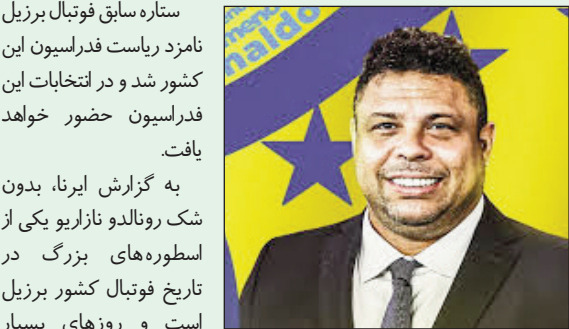 ستاره سابق فوتبال برزیل
نامزد ریاست فدراسیون این
کشور شد و در انتخابات این
فدراسیون حضور خواهد
یافت.
به گزارش ایرنا، بدون
شک رونالدو نازاریو یکی از
اسطوره‌های بزرگ در
تاریخ فوتبال کشور برزیل
است و روزهای بسیار
naldo